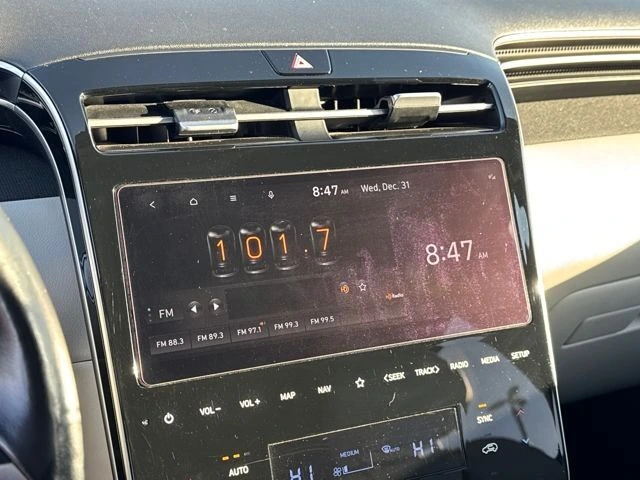 8:47 AM Wed, Dec. 31
101.7
8:47 AM
FM
Radio
FM 88.3 FM 89.3 FM 97.1 FM 99.3 FM 99.5
VOL− VOL+ MAP NAV <SEEK TRACK> RADIO MEDIA SETUP
AUTO
SYNC
HI MEDIUM AUTO HI